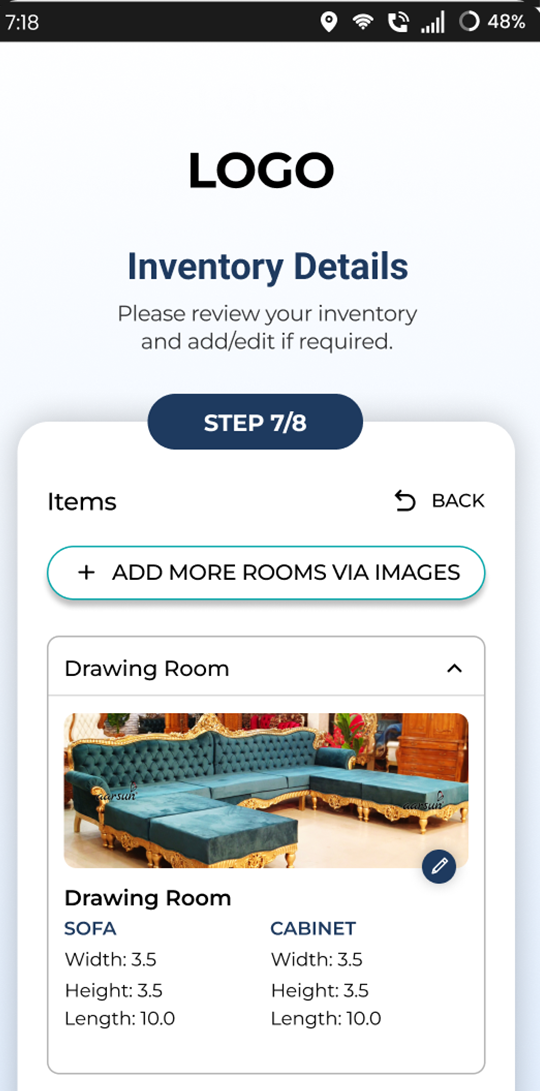 7:18
48%
LOGO
Inventory Details
Please review your inventory
and add/edit if required.
STEP 7/8
Items
BACK
+ ADD MORE ROOMS VIA IMAGES
Drawing Room
aarsun
aarsun
Drawing Room
SOFA
CABINET
Width: 3.5
Width: 3.5
Height: 3.5
Height: 3.5
Length: 10.0
Length: 10.0